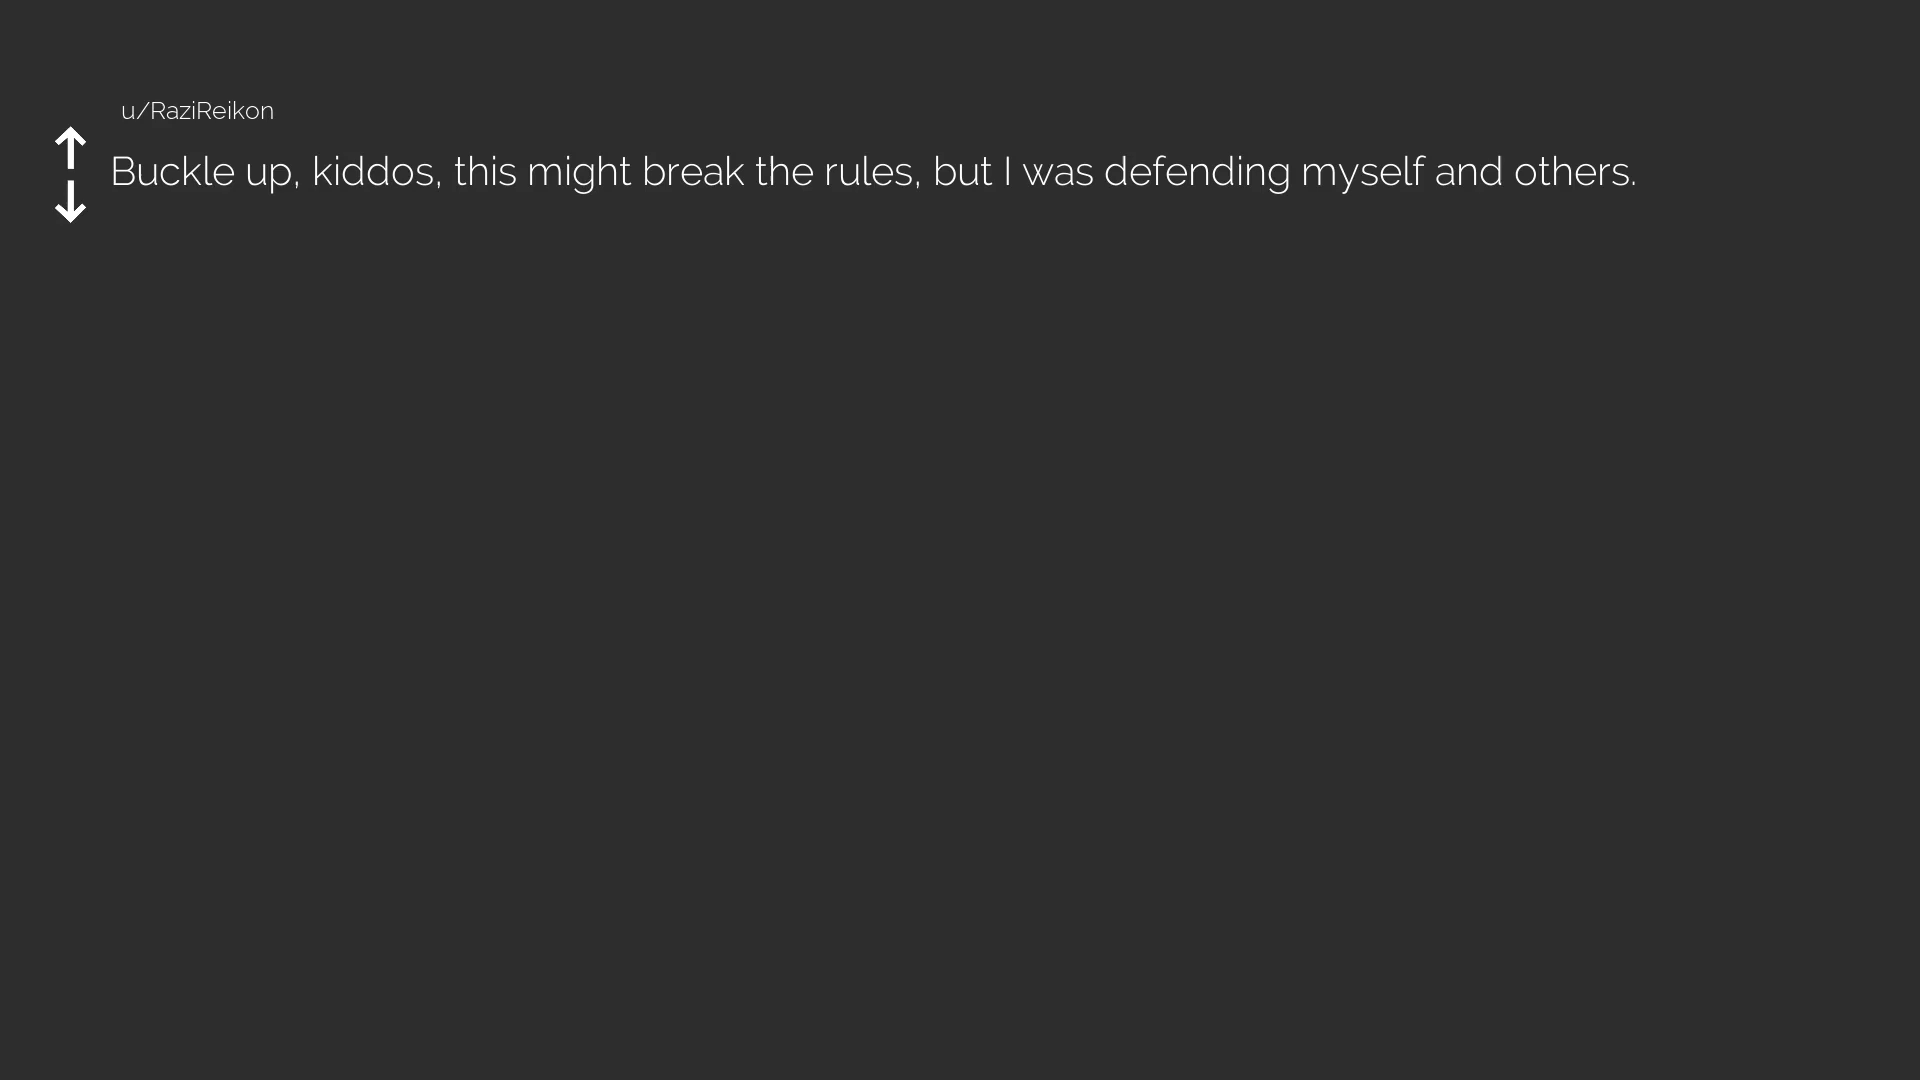 u/RaziReikon
Buckle up, kiddos, this might break the rules, but I was defending myself and others.